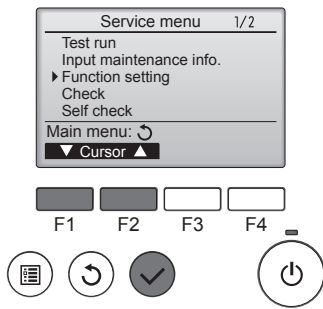 Service menu 1/2
Test run
Input maintenance info.
Function setting
Check
Self check
Main menu:
Cursor
F1 F2 F3 F4